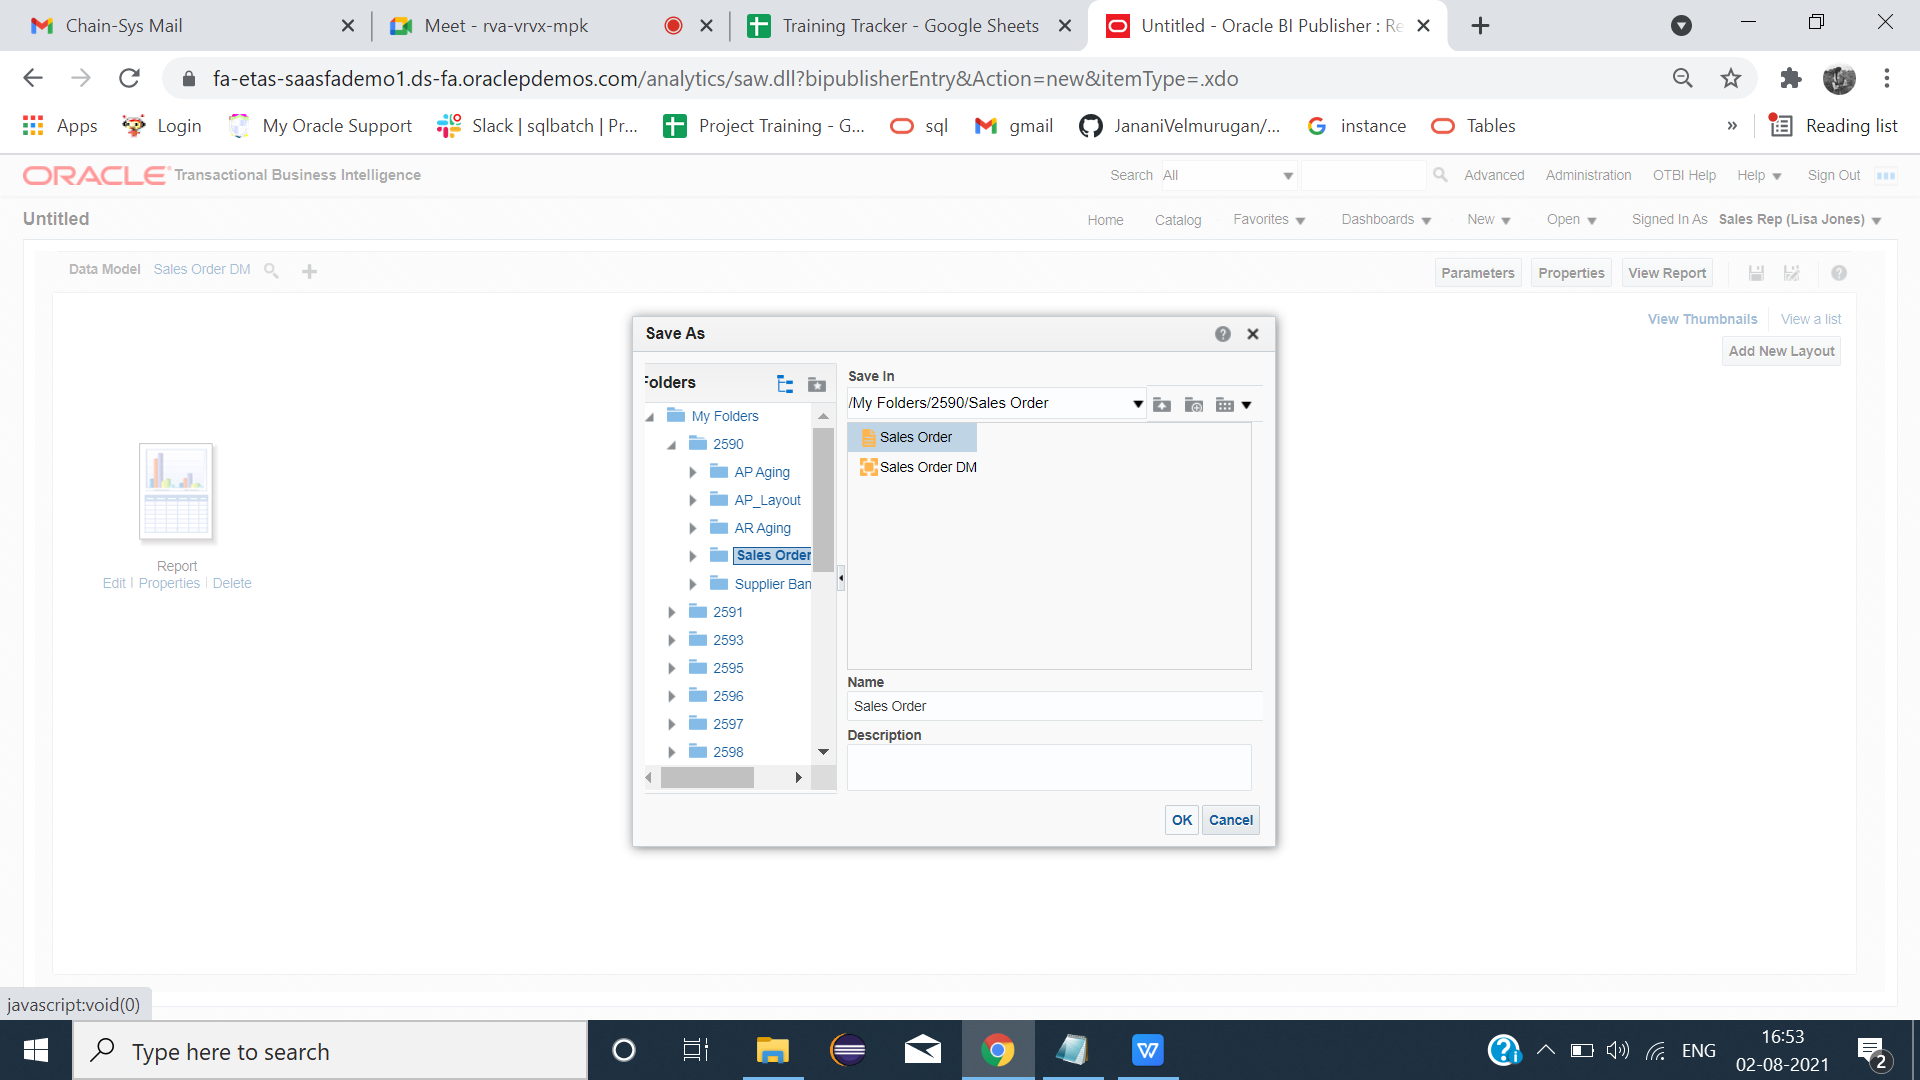 Chain-Sys Mail
Meet - rva-vrvx-mpk
Training Tracker - Google Sheets
Untitled - Oracle BI Publisher : Re
fa-etas-saasfademo1.ds-fa.oraclepdemos.com/analytics/saw.dll?bipublisherEntry&Action=new&itemType=.xdo
Apps
Login
My Oracle Support
Slack | sqlbatch | Pr...
Project Training - G...
sql
gmail
JananiVelmurugan/...
instance
Tables
»
Reading list
ORACLE Transactional Business Intelligence
Search All
Advanced
Administration
OTBI Help
Help
Sign Out
Untitled
Home
Catalog
Favorites
Dashboards
New
Open
Signed In As Sales Rep (Lisa Jones)
Data Model Sales Order DM
Parameters
Properties
View Report
View Thumbnails
View a list
Add New Layout
Report
Edit | Properties | Delete
Save As
Folders
My Folders
2590
AP Aging
AP_Layout
AR Aging
Sales Order
Supplier Ban
2591
2593
2595
2596
2597
2598
Save In
/My Folders/2590/Sales Order
Sales Order
Sales Order DM
Name
Sales Order
Description
OK
Cancel
javascript:void(0)
Type here to search
ENG
16:53
02-08-2021
2